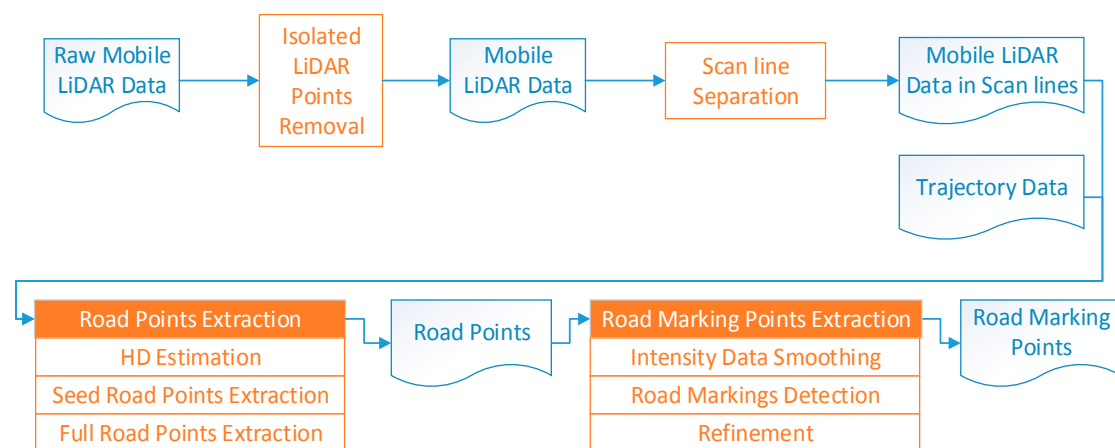 Raw Mobile
LiDAR Data
Isolated
LiDAR
Points
Removal
Mobile
LiDAR Data
Scan line
Separation
Mobile LiDAR
Data in Scan lines
Trajectory Data
Road Points Extraction
HD Estimation
Seed Road Points Extraction
Full Road Points Extraction
Road Points
Road Marking Points Extraction
Intensity Data Smoothing
Road Markings Detection
Refinement
Road Marking
Points